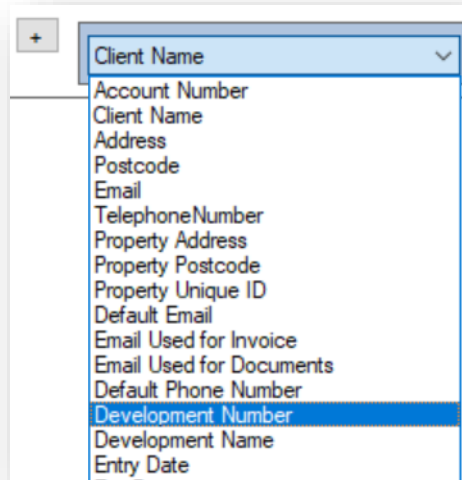 +
Client Name
Account Number
Client Name
Address
Postcode
Email
TelephoneNumber
Property Address
Property Postcode
Property Unique ID
Default Email
Email Used for Invoice
Email Used for Documents
Default Phone Number
Development Number
Development Name
Entry Date